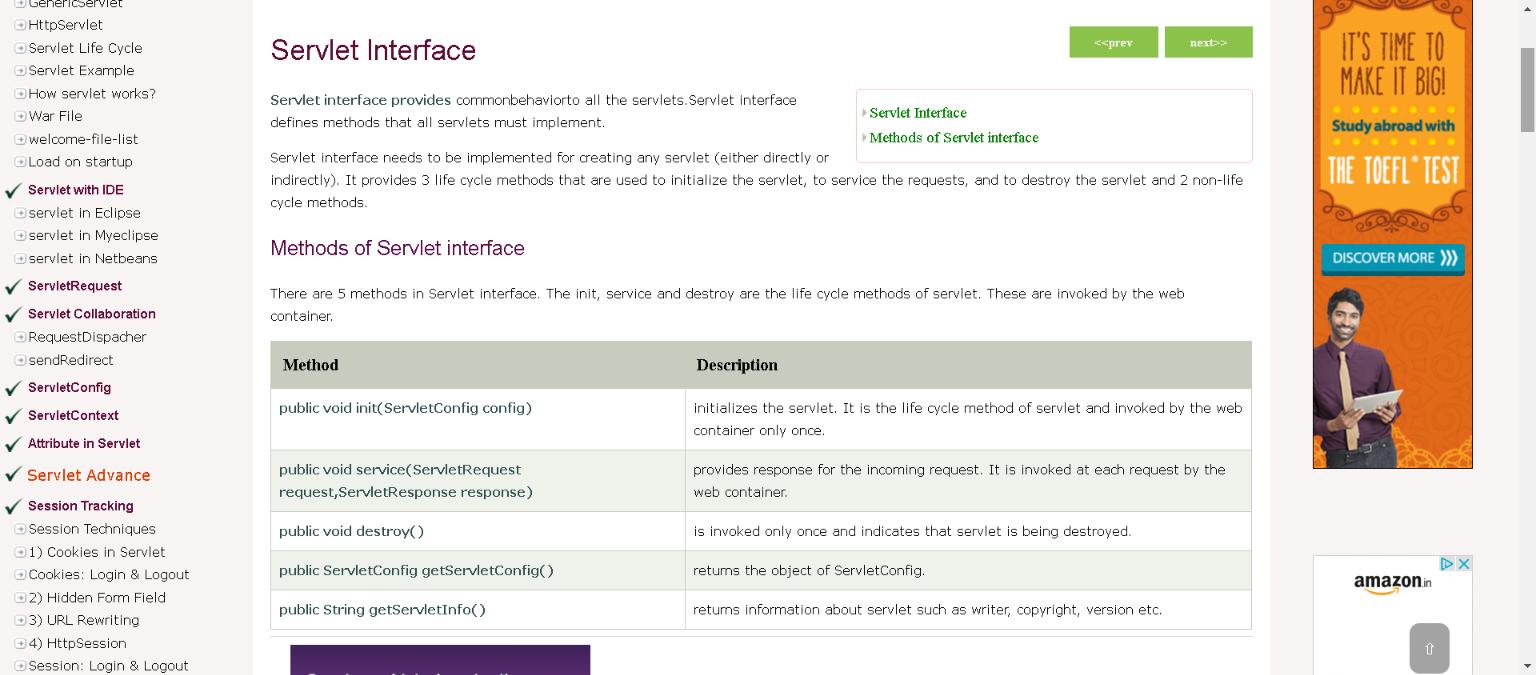 GenericServlet
HttpServlet
Servlet Life Cycle
Servlet Example
How servlet works?
War File
welcome-file-list
Load on startup
Servlet with IDE
servlet in Eclipse
servlet in Myeclipse
servlet in Netbeans
ServletRequest
Servlet Collaboration
RequestDispacher
sendRedirect
ServletConfig
ServletContext
Attribute in Servlet
Servlet Advance
Session Tracking
Session Techniques
1) Cookies in Servlet
Cookies: Login & Logout
2) Hidden Form Field
3) URL Rewriting
4) HttpSession
Session: Login & Logout
Servlet Interface
<<prev
next>>
Servlet Interface
Methods of Servlet interface
Servlet interface provides commonbehaviorto all the servlets.Servlet interface
defines methods that all servlets must implement.
Servlet interface needs to be implemented for creating any servlet (either directly or
indirectly). It provides 3 life cycle methods that are used to initialize the servlet, to service the requests, and to destroy the servlet and 2 non-life
cycle methods.
Methods of Servlet interface
There are 5 methods in Servlet interface. The init, service and destroy are the life cycle methods of servlet. These are invoked by the web
container.
Method
Description
public void init(ServletConfig config)
initializes the servlet. It is the life cycle method of servlet and invoked by the web
container only once.
public void service(ServletRequest
request,ServletResponse response)
provides response for the incoming request. It is invoked at each request by the
web container.
public void destroy()
is invoked only once and indicates that servlet is being destroyed.
public ServletConfig getServletConfig()
returns the object of ServletConfig.
public String getServletInfo()
returns information about servlet such as writer, copyright, version etc.
IT'S TIME TO
MAKE IT BIG!
Study abroad with
THE TOEFL® TEST
DISCOVER MORE
amazon.in